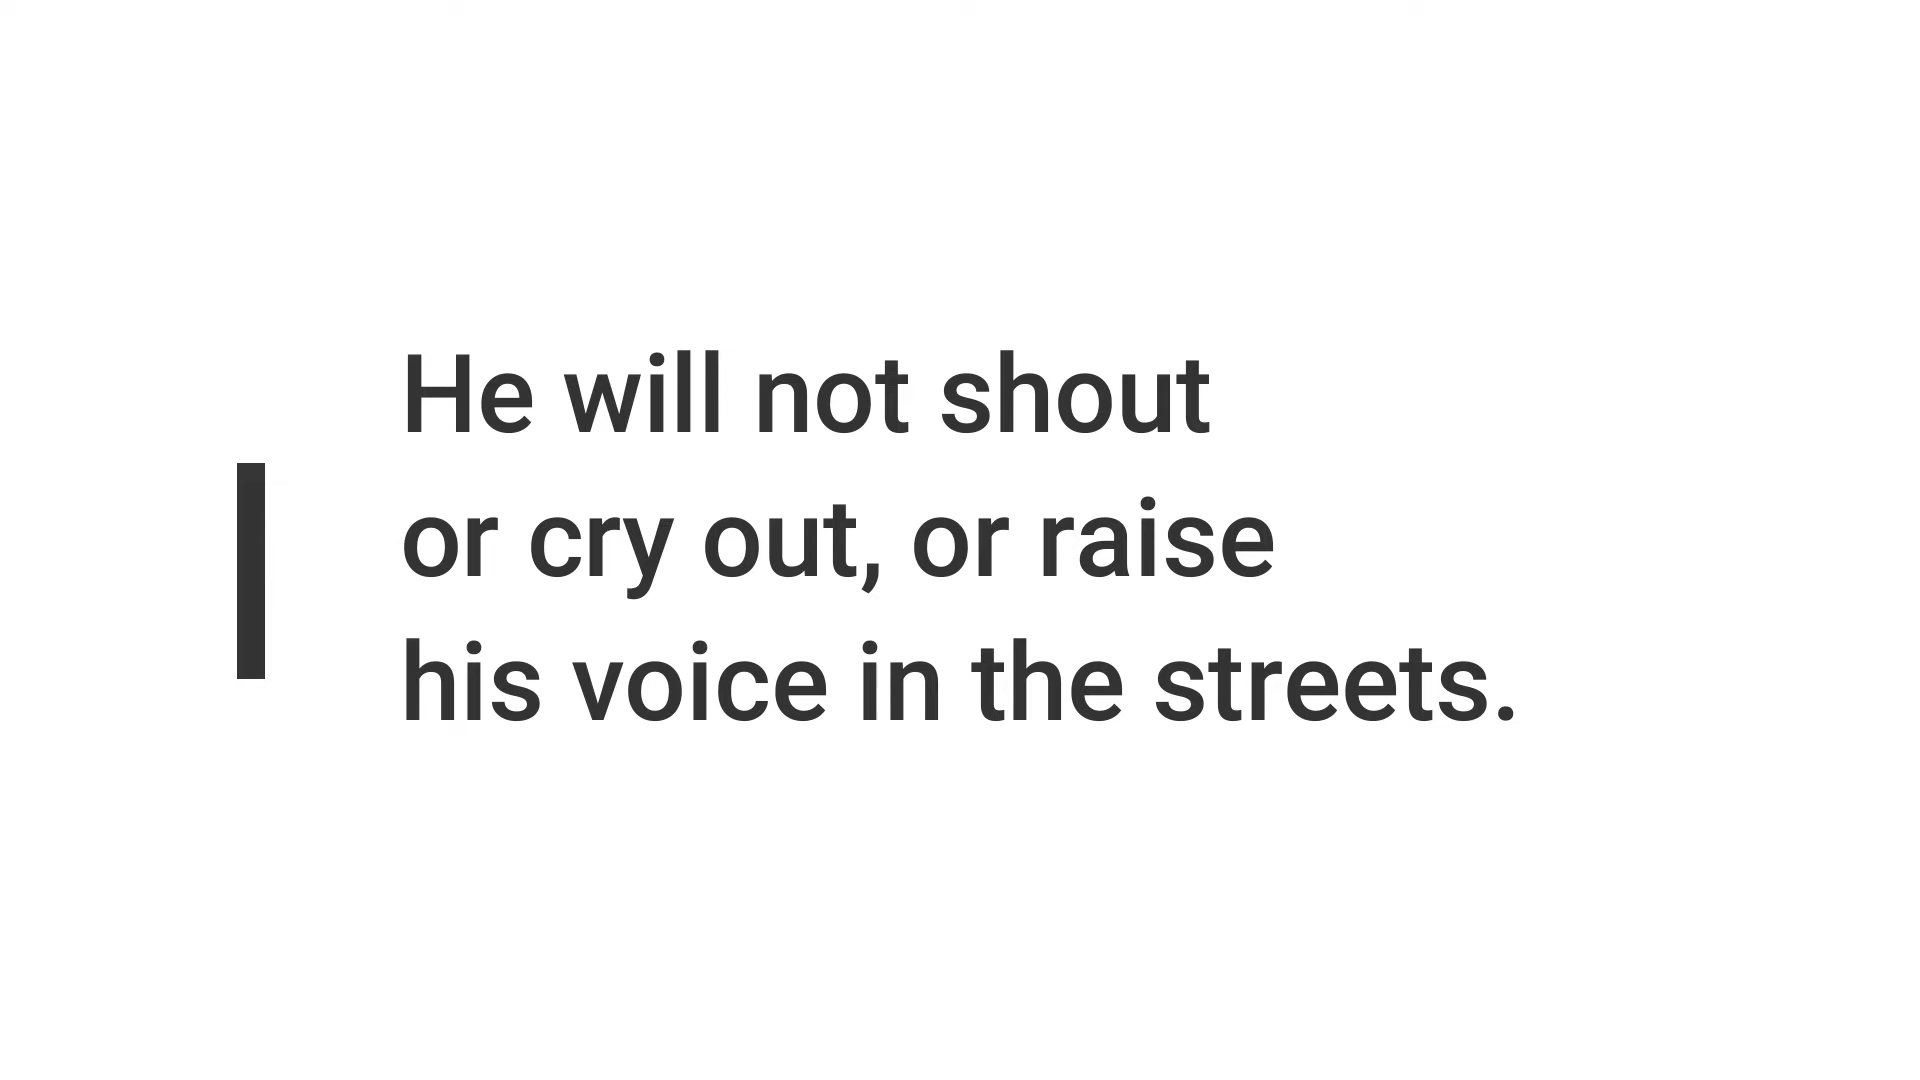 He will not shout
or cry out, or raise
his voice in the streets.